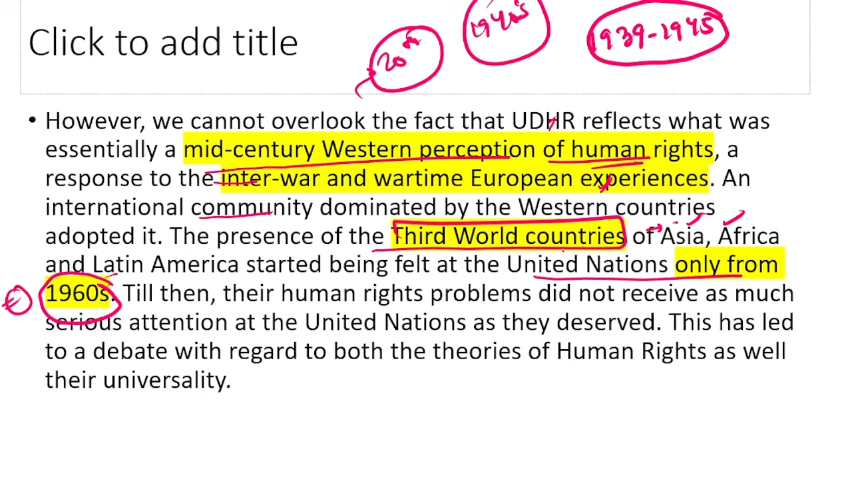 20th
1940s
1939-1945
Click to add title
• However, we cannot overlook the fact that UDHR reflects what was
essentially a mid-century Western perception of human rights, a
response to the inter-war and wartime European experiences. An
international community dominated by the Western countries
adopted it. The presence of the Third World countries of Asia, Africa
and Latin America started being felt at the United Nations only from
1960s. Till then, their human rights problems did not receive as much
serious attention at the United Nations as they deserved. This has led
to a debate with regard to both the theories of Human Rights as well
their universality.